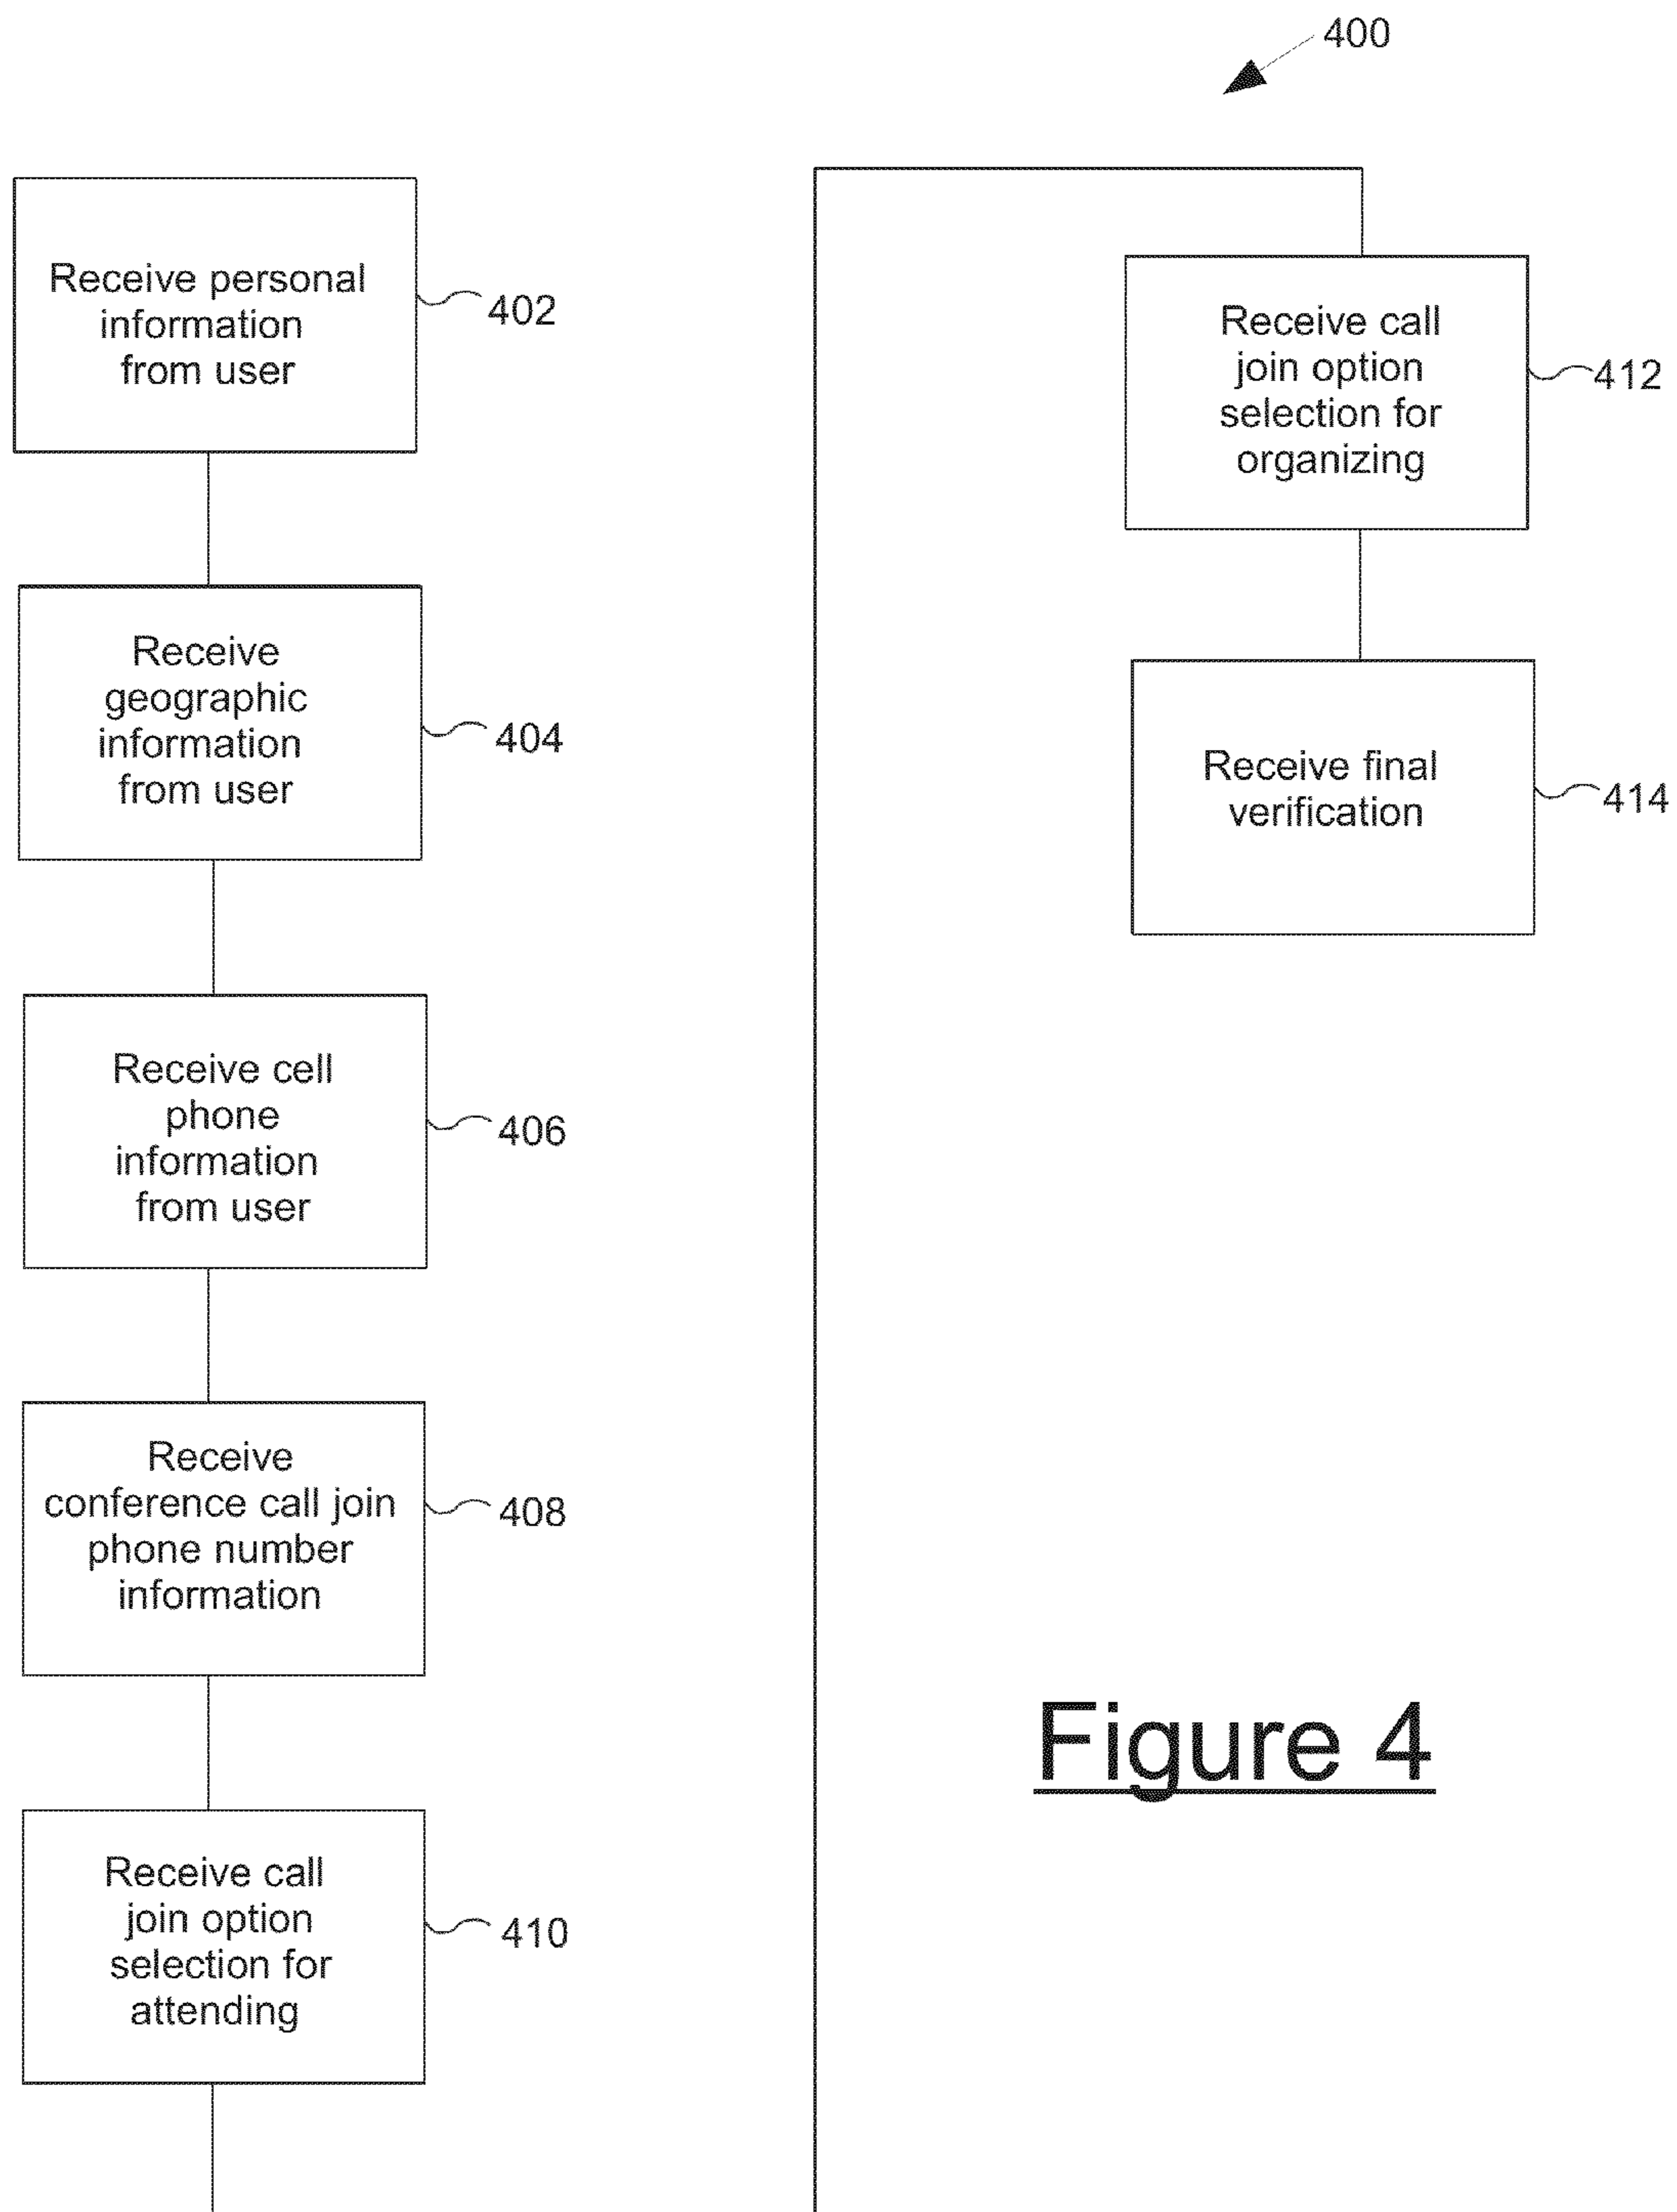 400
Receive personal
information
from user
402
Receive
geographic
information
from user
404
Receive cell
phone
information
from user
406
Receive
conference call join
phone number
information
408
Receive call
join option
selection for
attending
410
Receive call
join option
selection for
organizing
412
Receive final
verification
414
Figure 4